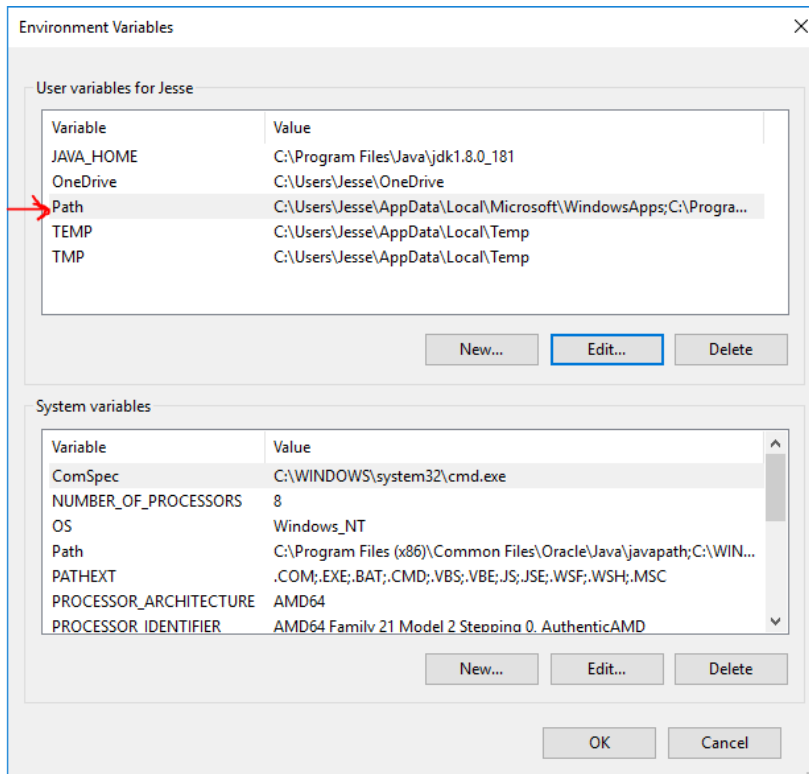 Environment Variables
User variables for Jesse
Variable Value
JAVA_HOME C:\Program Files\Java\jdk1.8.0_181
OneDrive C:\Users\Jesse\OneDrive
Path C:\Users\Jesse\AppData\Local\Microsoft\WindowsApps;C:\Progra...
TEMP C:\Users\Jesse\AppData\Local\Temp
TMP C:\Users\Jesse\AppData\Local\Temp
New... Edit... Delete
System variables
Variable Value
ComSpec C:\WINDOWS\system32\cmd.exe
NUMBER_OF_PROCESSORS 8
OS Windows_NT
Path C:\Program Files (x86)\Common Files\Oracle\Java\javapath;C:\WIN...
PATHEXT .COM;.EXE;.BAT;.CMD;.VBS;.VBE;.JS;.JSE;.WSF;.WSH;.MSC
PROCESSOR_ARCHITECTURE AMD64
PROCESSOR_IDENTIFIER AMD64 Family 21 Model 2 Stepping 0, AuthenticAMD
New... Edit... Delete
OK Cancel